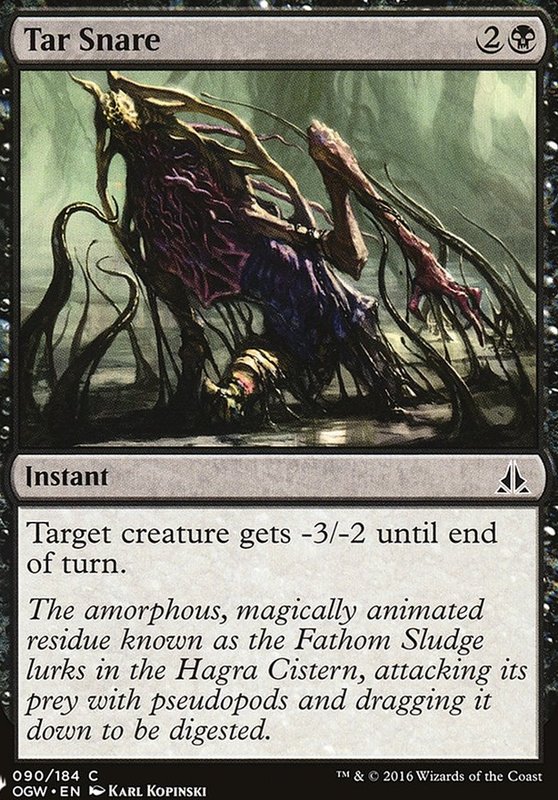 Tar Snare 2
Instant
Target creature gets -3/-2 until end
of turn.
The amorphous, magically animated
residue known as the Fathom Sludge
lurks in the Hagra Cistern, attacking its
prey with pseudopods and dragging it
down to be digested.
090/184 C
OGW • EN Karl Kopinski
™ & © 2016 Wizards of the Coast